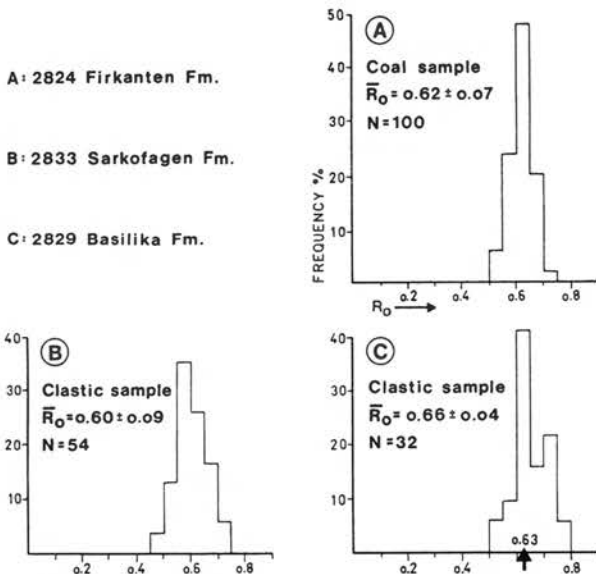 A: 2824 Firkanten Fm.
B: 2833 Sarkofagen Fm.
C: 2829 Basilika Fm.
A
Coal sample
R̅o = 0.62 ± 0.07
N = 100
FREQUENCY %
50
40
30
20
10
0.2 0.4 0.6 0.8
Ro →
B
Clastic sample
R̅o = 0.60 ± 0.09
N = 54
40
30
20
10
0 0.2 0.4 0.6 0.8
C
Clastic sample
R̅o = 0.66 ± 0.04
N = 32
40
30
20
10
0.63
0 0.2 0.4 0.6 0.8